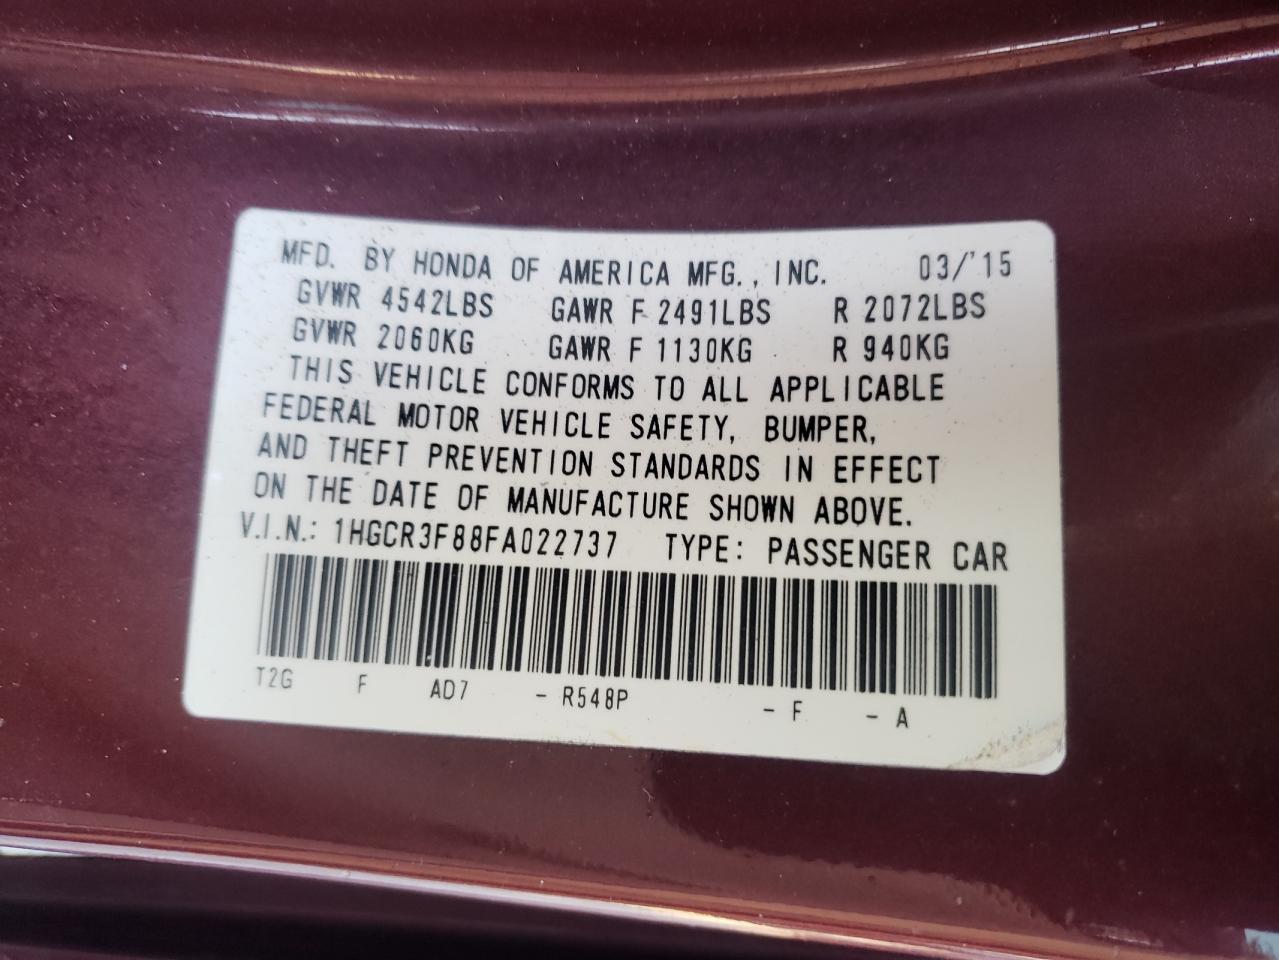 MFD. BY HONDA OF AMERICA MFG., INC. 03/'15
GVWR 4542LBS GAWR F 2491LBS R 2072LBS
GVWR 2060KG GAWR F 1130KG R 940KG
THIS VEHICLE CONFORMS TO ALL APPLICABLE
FEDERAL MOTOR VEHICLE SAFETY, BUMPER,
AND THEFT PREVENTION STANDARDS IN EFFECT
ON THE DATE OF MANUFACTURE SHOWN ABOVE.
V.I.N.: 1HGCR3F88FA022737 TYPE: PASSENGER CAR
T2G F AD7 - R548P - F - A